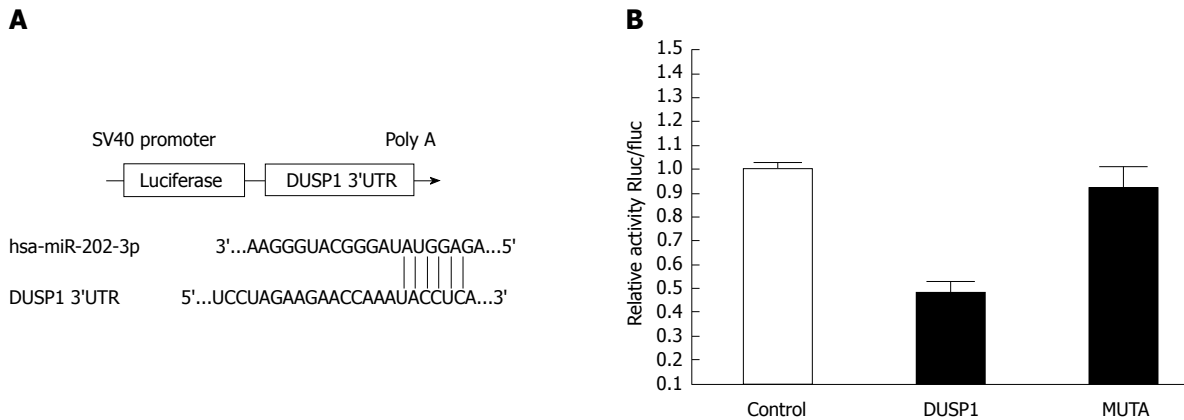 A
SV40 promoter
Poly A
Luciferase
DUSP1 3'UTR
hsa-miR-202-3p
3'...AAGGGUACGGGAUAUGGAGA...5'
DUSP1 3'UTR
5'...UCCUAGAAGAACCAAAUACCUCA...3'
B
Relative activity Rluc/fluc
1.5
1.4
1.3
1.2
1.1
1.0
0.9
0.8
0.7
0.6
0.5
0.4
0.3
0.2
0.1
Control
DUSP1
MUTA